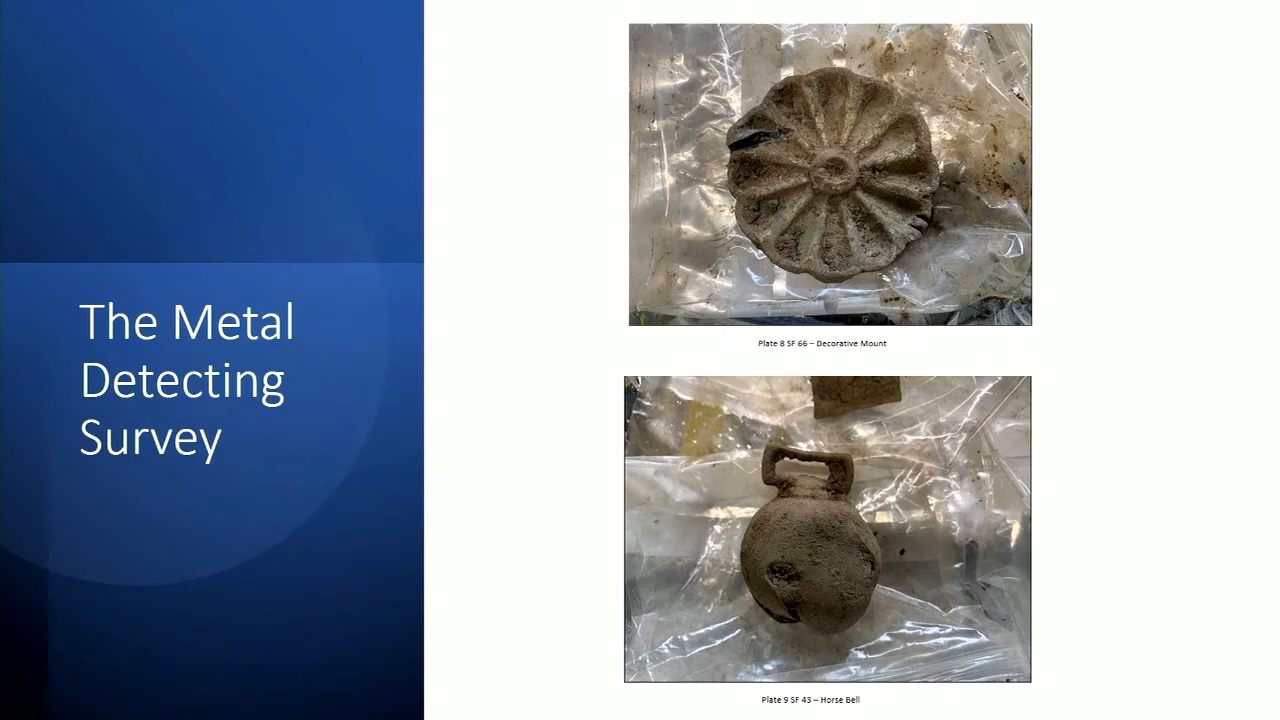 The Metal
Detecting
Survey
Plate 8 SF 66 – Decorative Mount
Plate 9 SF 43 – Horse Bell